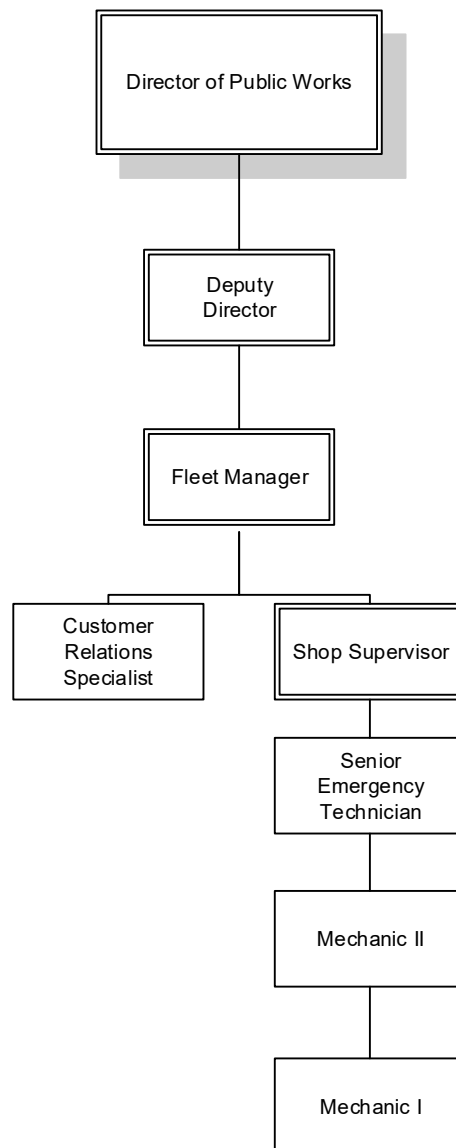 Director of Public Works
Deputy
Director
Fleet Manager
Customer
Relations
Specialist
Shop Supervisor
Senior
Emergency
Technician
Mechanic II
Mechanic I